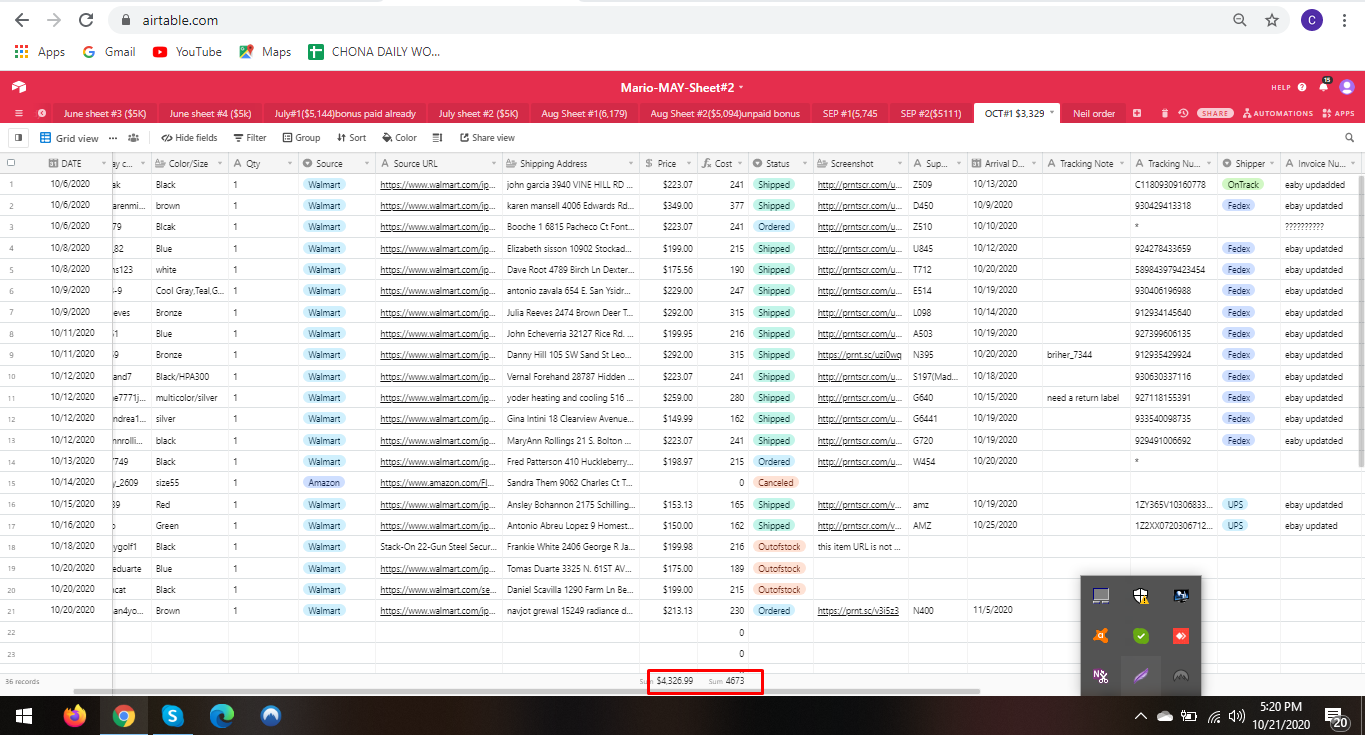 airtable.com
C
Apps Gmail YouTube Maps CHONA DAILY WO...
Mario-MAY-Sheet#2
HELP 15
June sheet #3 ($5K) June sheet #4 ($5k) July#1($5,144)bonus paid already July sheet #2 ($5K) Aug Sheet #1(6,179) Aug Sheet #2($5,094)unpaid bonus SEP #1(5,745 SEP #2($5111) OCT#1 $3,329 Neil order SHARE AUTOMATIONS APPS
Grid view ... Hide fields Filter Group Sort Color Share view
DATE ay c... Color/Size Qty Source Source URL Shipping Address Price Cost Status Screenshot Sup... Arrival D... Tracking Note Tracking Nu... Shipper Invoice Nu...
1 10/6/2020 ak Black 1 Walmart https://www.walmart.com/ip... john garcia 3940 VINE HILL RD ... $223.07 241 Shipped http://prntscr.com/u... Z509 10/13/2020 C11809309160778 OnTrack eaby updadded
2 10/6/2020 arenmi... brown 1 Walmart https://www.walmart.com/ip... karen mansell 4006 Edwards Rd... $349.00 377 Shipped http://prntscr.com/u... D450 10/9/2020 930429413318 Fedex ebay updatded
3 10/6/2020 79 Blcak 1 Walmart https://www.walmart.com/ip... Booche 1 6815 Pacheco Ct Font... $223.07 241 Ordered http://prntscr.com/u... Z510 10/10/2020 * ??????????
4 10/8/2020 _82 Blue 1 Walmart https://www.walmart.com/ip... Elizabeth sisson 10902 Stockad... $199.00 215 Shipped http://prntscr.com/u... U845 10/12/2020 924278433659 Fedex ebay updatded
5 10/8/2020 ns123 white 1 Walmart https://www.walmart.com/ip... Dave Root 4789 Birch Ln Dexter... $175.56 190 Shipped http://prntscr.com/u... T712 10/20/2020 589843979423454 Fedex ebay updatded
6 10/9/2020 -9 Cool Gray,Teal,G... 1 Walmart https://www.walmart.com/ip... antonio zavala 654 E. San Ysidr... $229.00 247 Shipped http://prntscr.com/u... E514 10/19/2020 930406196988 Fedex ebay updatded
7 10/9/2020 eves Bronze 1 Walmart https://www.walmart.com/ip... Julia Reeves 2474 Brown Deer T... $292.00 315 Shipped http://prntscr.com/u... L098 10/14/2020 912934145640 Fedex ebay updatded
8 10/11/2020 1 Blue 1 Walmart https://www.walmart.com/ip... John Echeverria 32127 Rice Rd. ... $199.95 216 Shipped http://prntscr.com/u... A503 10/19/2020 927399606135 Fedex ebay updatded
9 10/11/2020 9 Bronze 1 Walmart https://www.walmart.com/ip... Danny Hill 105 SW Sand St Leo... $292.00 315 Shipped https://prnt.sc/uzi0wq N395 10/20/2020 briher_7344 912935429924 Fedex ebay updatded
10 10/12/2020 and7 Black/HPA300 1 Walmart https://www.walmart.com/ip... Vernal Forehand 28787 Hidden ... $223.07 241 Shipped http://prntscr.com/u... S197(Mad... 10/18/2020 930630337116 Fedex ebay updatded
11 10/12/2020 e7771j... multicolor/silver 1 Walmart https://www.walmart.com/ip... yoder heating and cooling 516 ... $259.00 280 Shipped http://prntscr.com/u... G640 10/15/2020 need a return label 927118155391 Fedex ebay updatded
12 10/12/2020 ndrea1... silver 1 Walmart https://www.walmart.com/ip... Gina Intini 18 Clearview Avenue... $149.99 162 Shipped http://prntscr.com/u... G6441 10/19/2020 933540098735 Fedex ebay updatded
13 10/12/2020 nnrolli... black 1 Walmart https://www.walmart.com/ip... MaryAnn Rollings 21 S. Bolton ... $223.07 241 Shipped http://prntscr.com/u... G720 10/19/2020 929491006692 Fedex eaby updatded
14 10/13/2020 749 Black 1 Walmart https://www.walmart.com/ip... Fred Patterson 410 Huckleberry... $198.97 215 Ordered http://prntscr.com/u... W454 10/20/2020 *
15 y_2609 size55 1 Amazon https://www.amazon.com/Fl... Sandra Them 9062 Charles Ct T... 0 Canceled
16 10/15/2020 39 Red 1 Walmart https://www.walmart.com/ip... Ansley Bohannon 2175 Schilling... $153.13 165 Shipped http://prntscr.com/v... amz 10/19/2020 1ZY365V10306833... UPS ebay updatded
17 10/16/2020 Green 1 Walmart https://www.walmart.com/ip... Antonio Abreu Lopez 9 Homest... $150.00 162 Shipped http://prntscr.com/v... AMZ 10/25/2020 1Z2XX0720306712... UPS ebay updated
18 10/18/2020 ygolf1 Black 1 Walmart Stack-On 22-Gun Steel Secur... Frankie White 2406 George R Ja... $199.98 216 Outofstock this item URL is not ...
19 10/20/2020 eduarte Blue 1 Walmart https://www.walmart.com/ip... Tomas Duarte 3325 N. 61ST AV... $175.00 189 Outofstock
20 10/20/2020 ncat Black 1 Walmart https://www.walmart.com/se... Daniel Scavilla 1290 Farm Ln Be... $199.00 215 Outofstock
21 10/20/2020 an4yo... Brown 1 Walmart https://www.walmart.com/ip... navjot grewal 15249 radiance d... $213.13 230 Ordered https://prnt.sc/v3i5z3 N400 11/5/2020
22 0
23 0
36 records Sum $4,326.99 Sum 4673
5:20 PM
10/21/2020
20